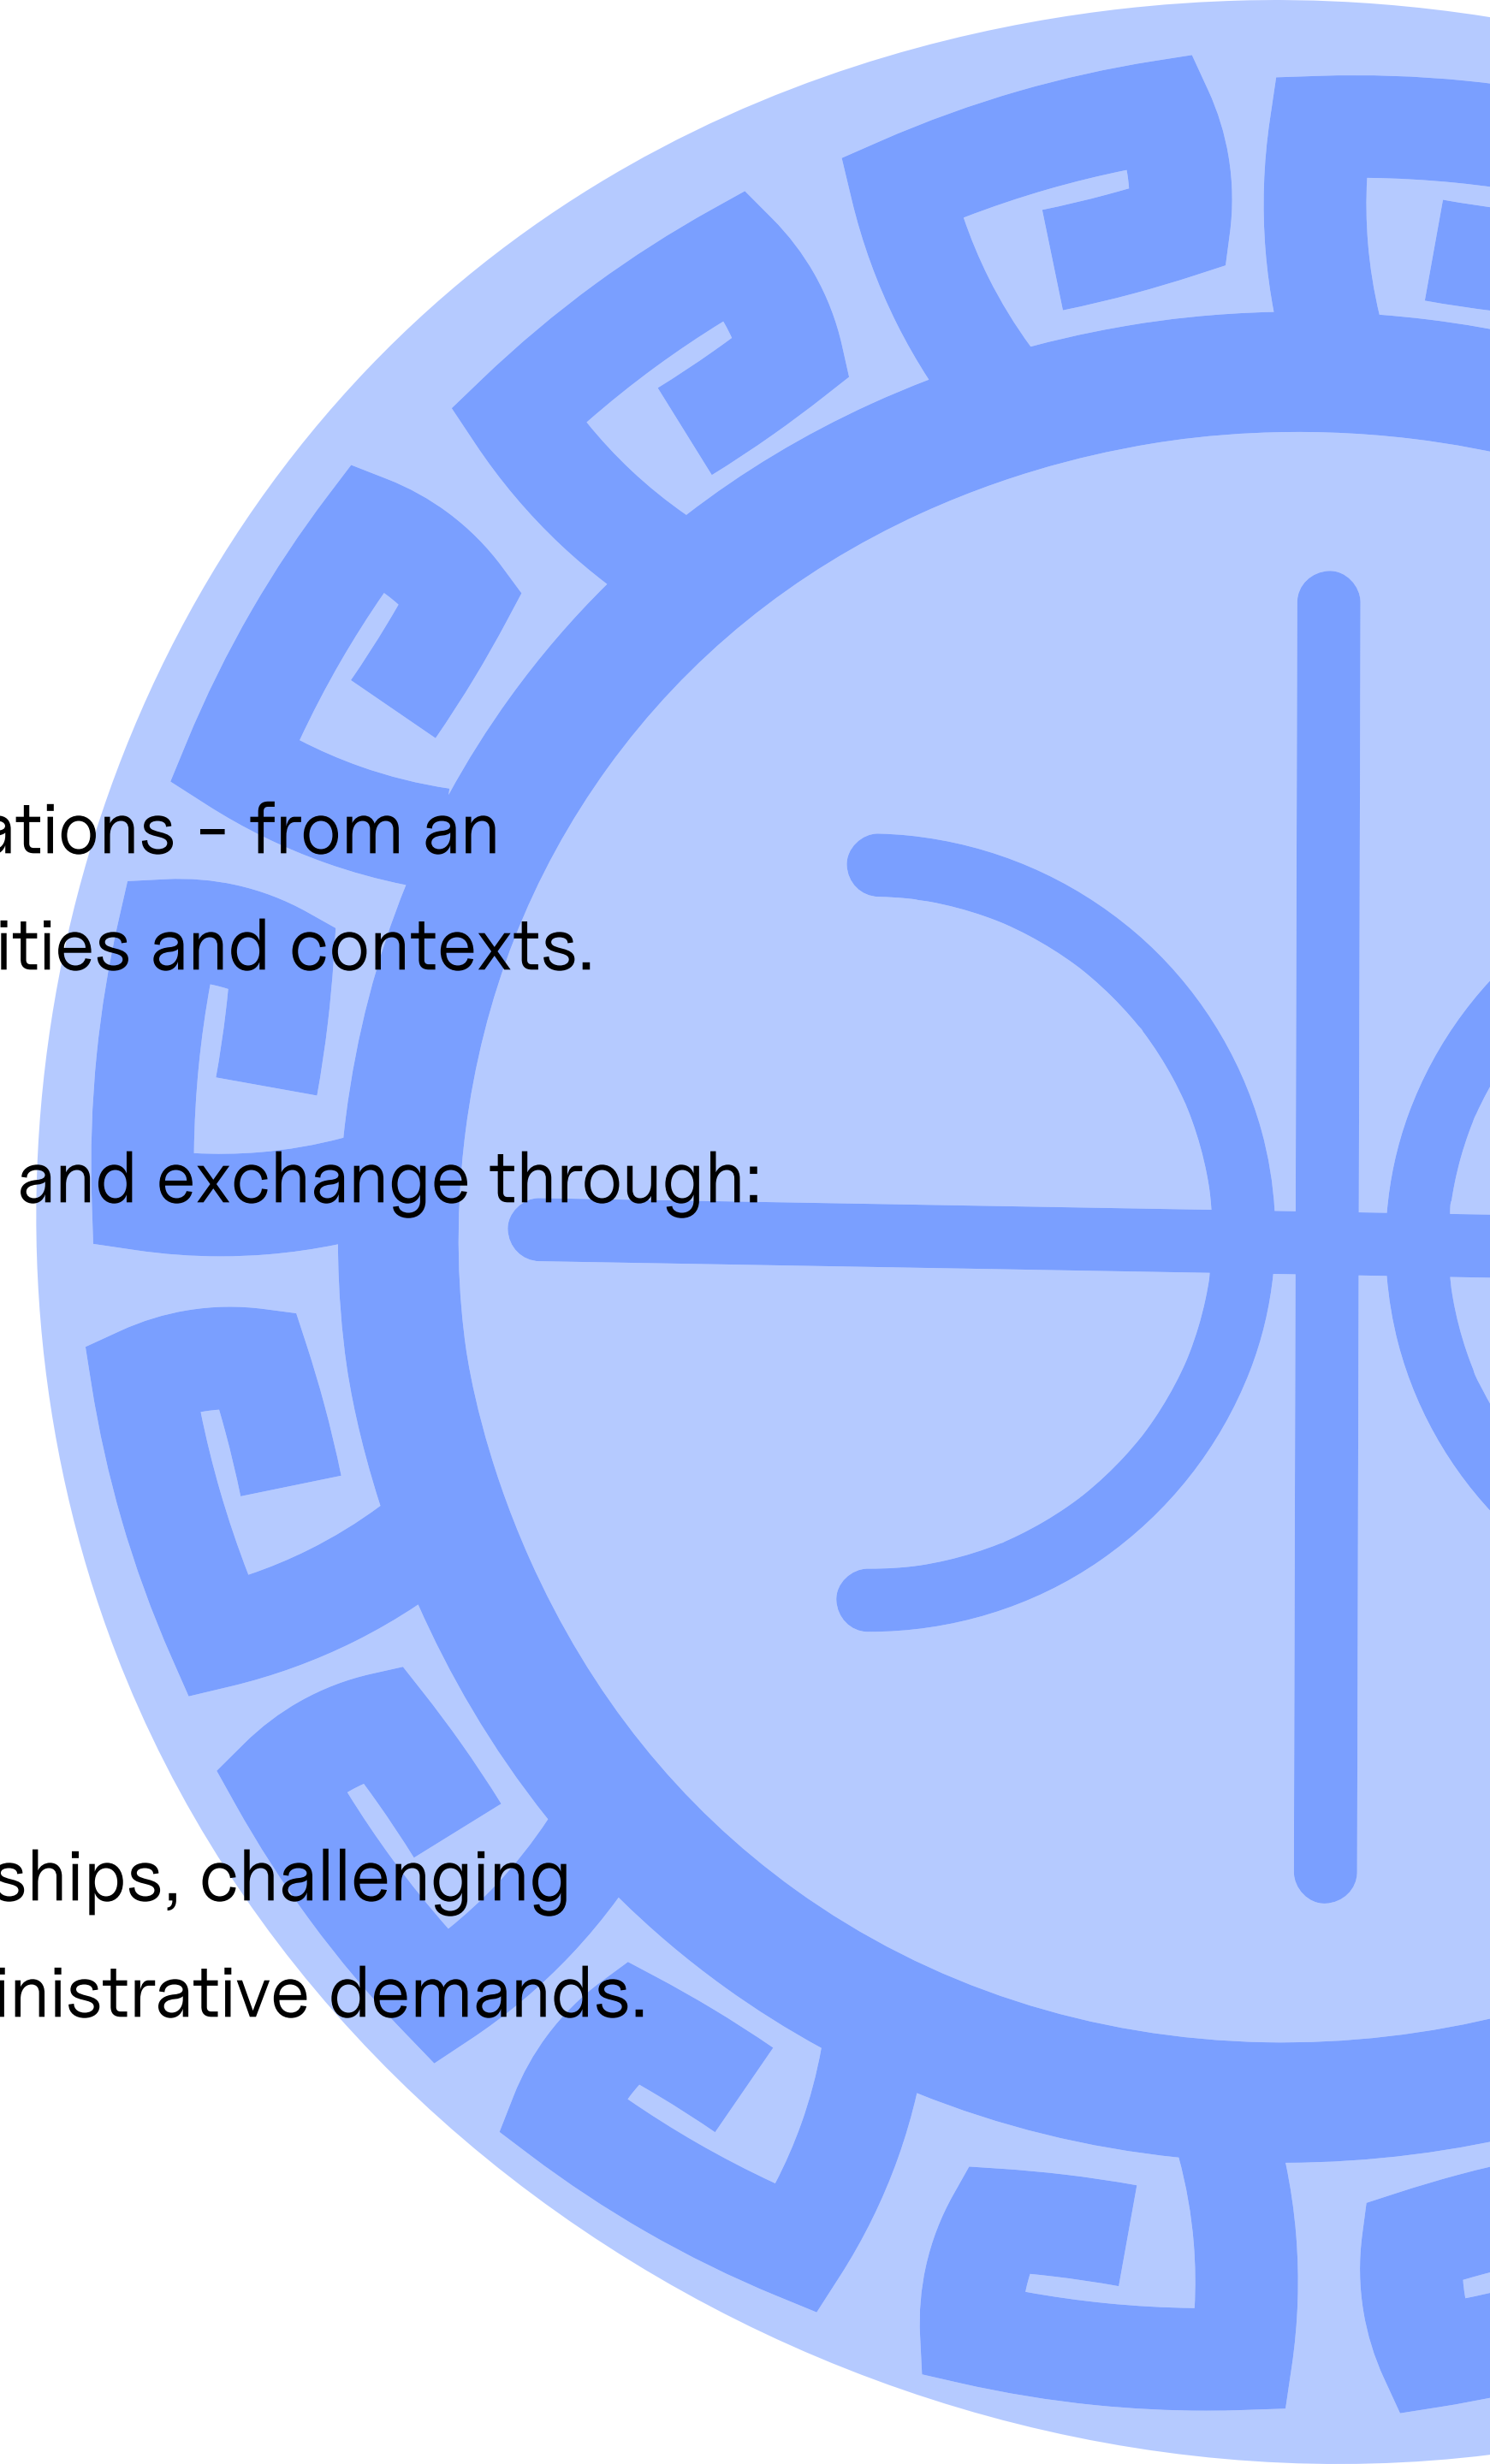 ations - from an
ities and contexts.
and exchange through:
ships, challenging
inistrative demands.